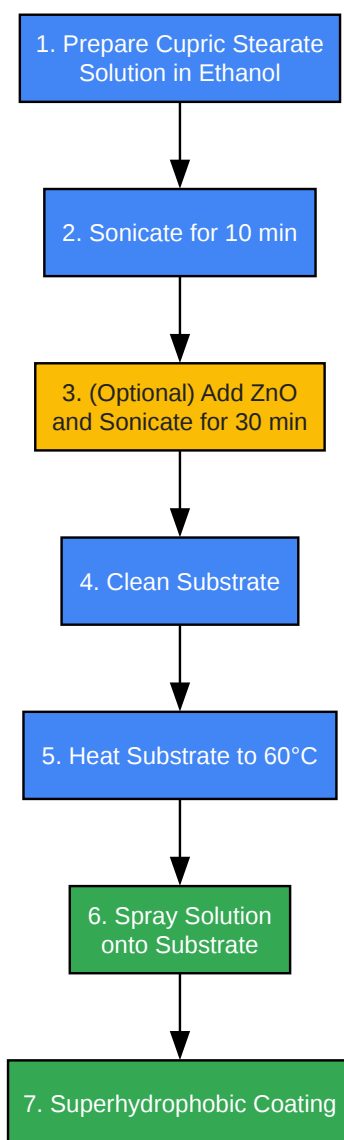 1. Prepare Cupric Stearate
Solution in Ethanol
2. Sonicate for 10 min
3. (Optional) Add ZnO
and Sonicate for 30 min
4. Clean Substrate
5. Heat Substrate to 60°C
6. Spray Solution
onto Substrate
7. Superhydrophobic Coating